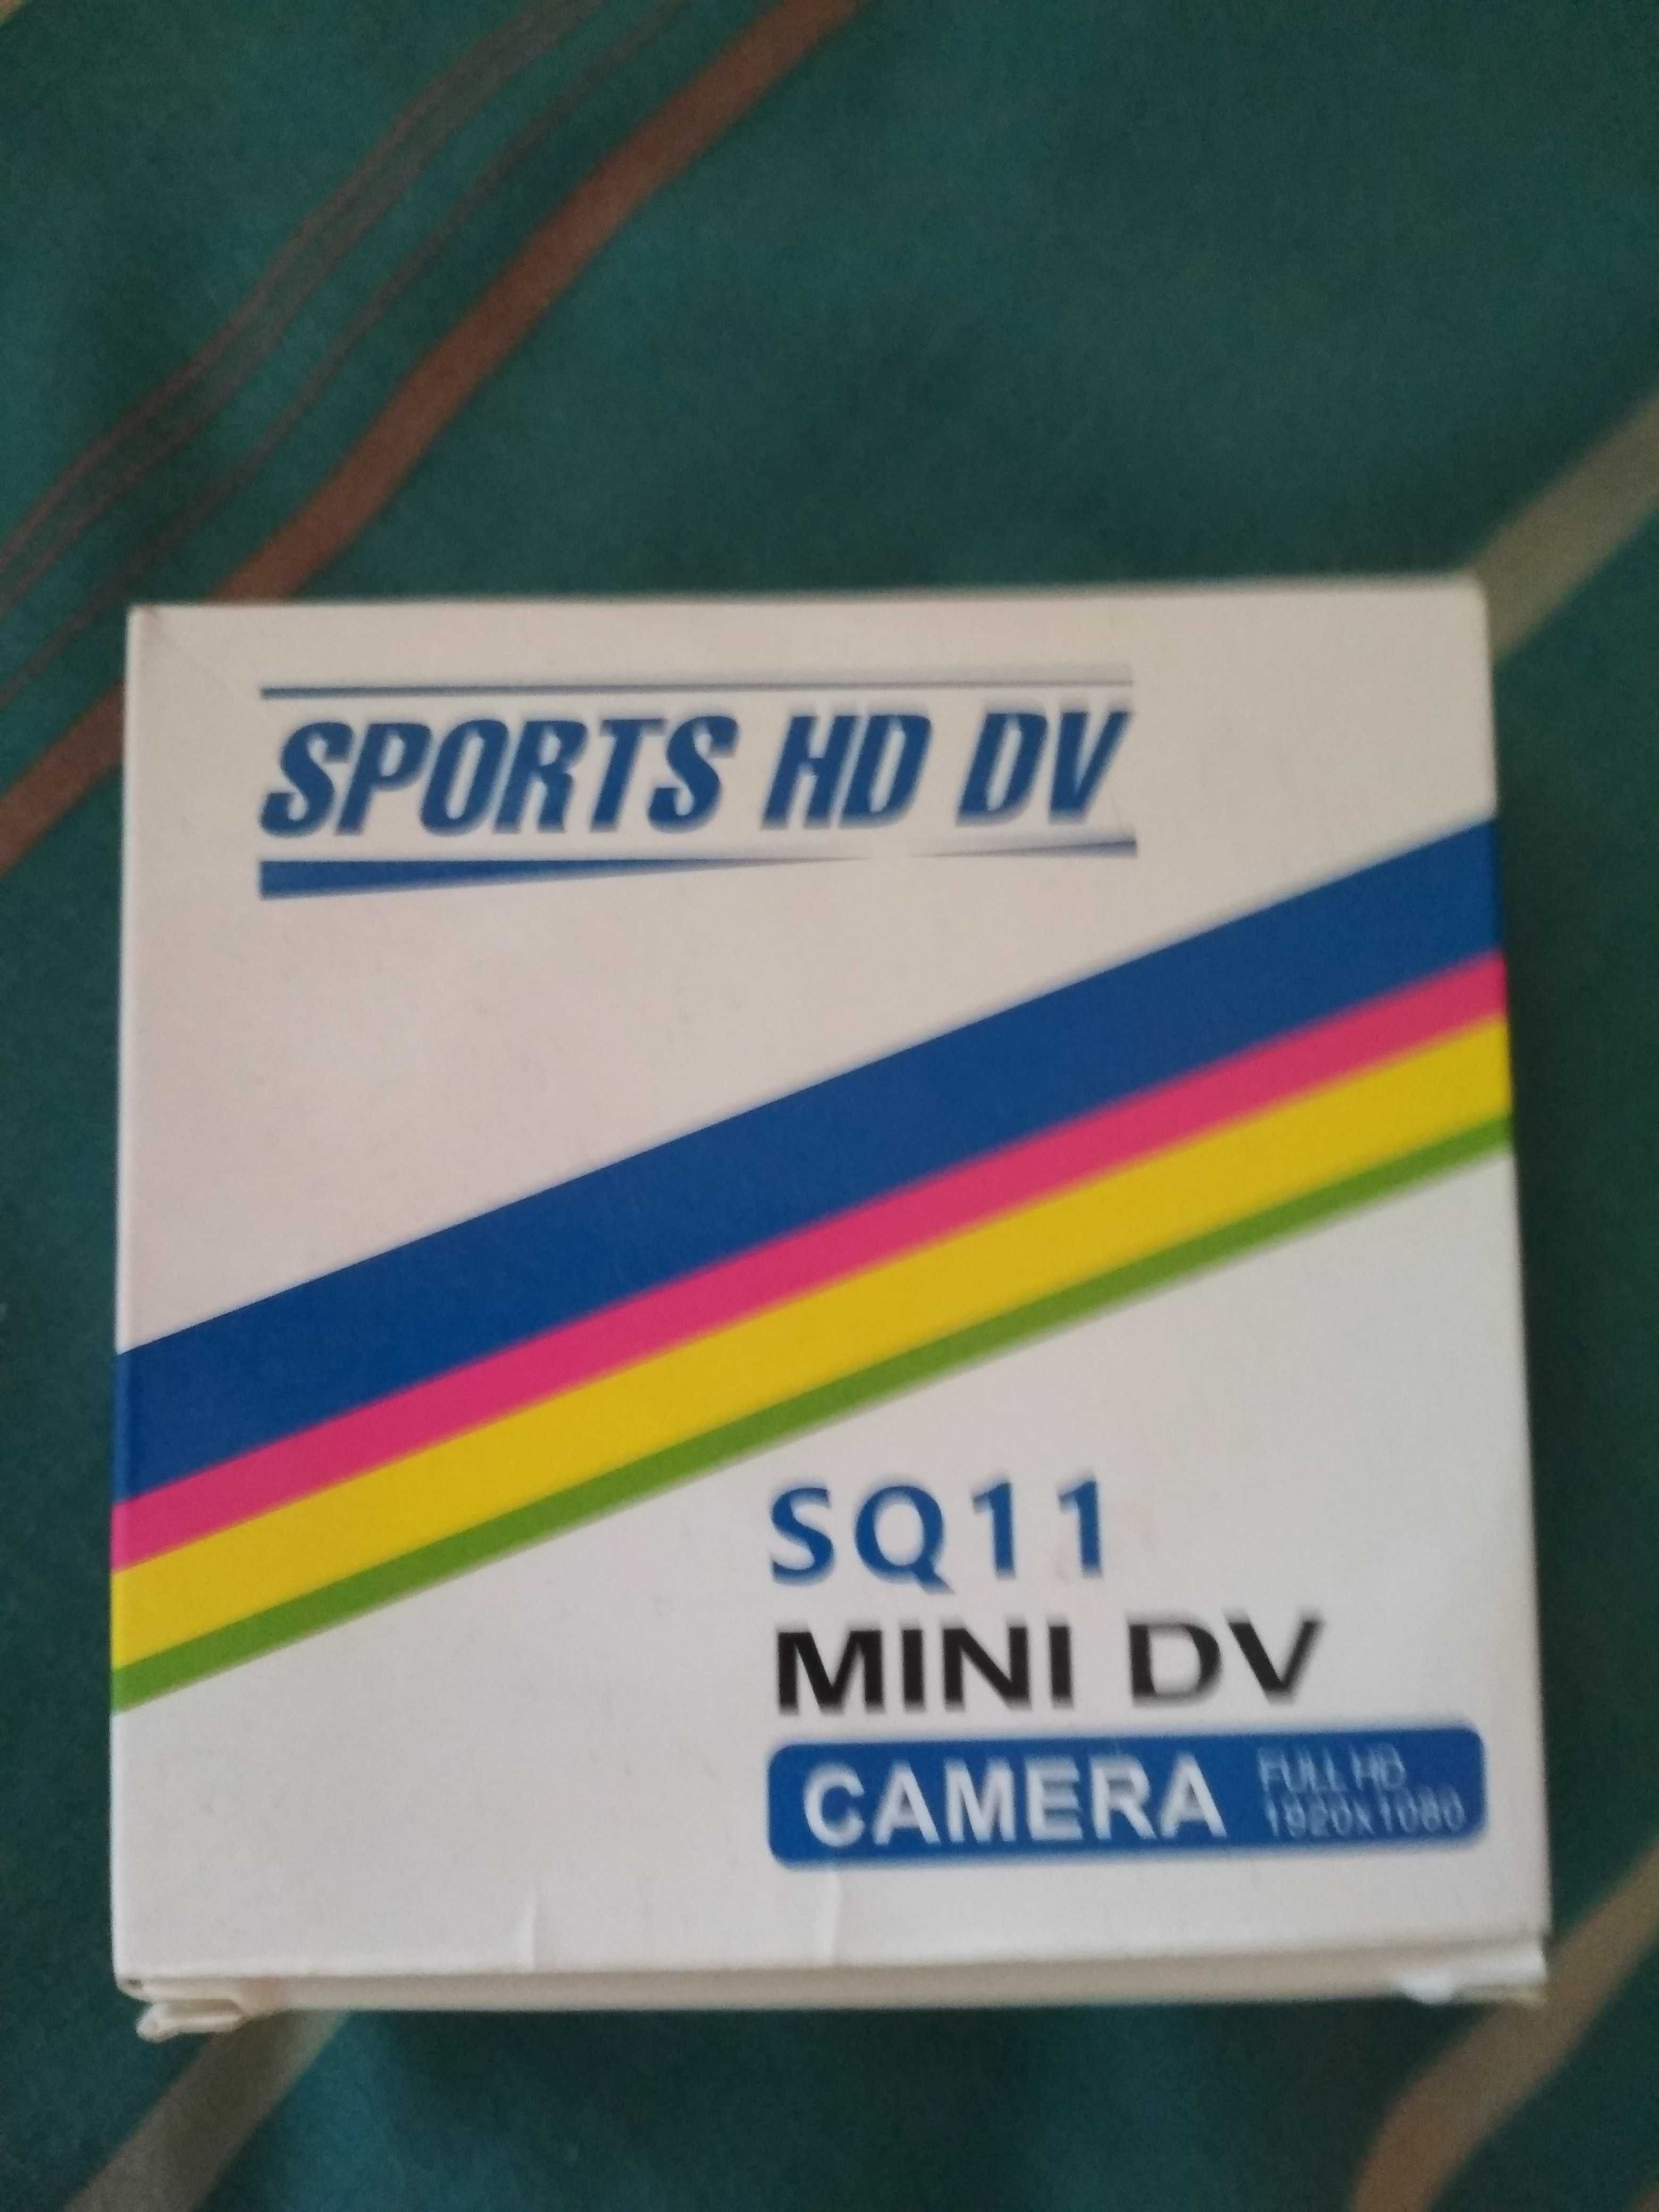 SPORTS HD DV
SQ11
MINI DV
CAMERA
FULL HD
1920x1080